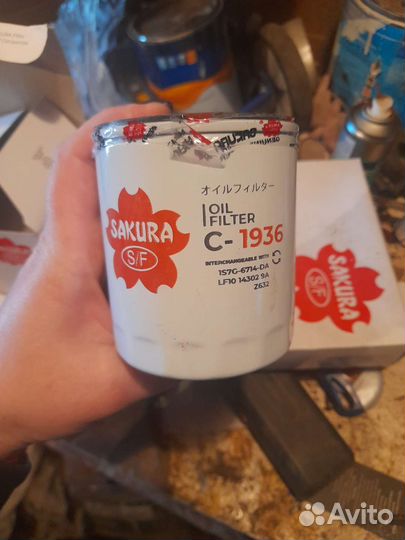 SAKURA
S/F
オイルフィルター
OIL
FILTER
C- 1936
INTERCHANGEABLE WITH
1S7G-6714-DA
LF10 14302 9A
Z632
SAKURA
S/F
Avito